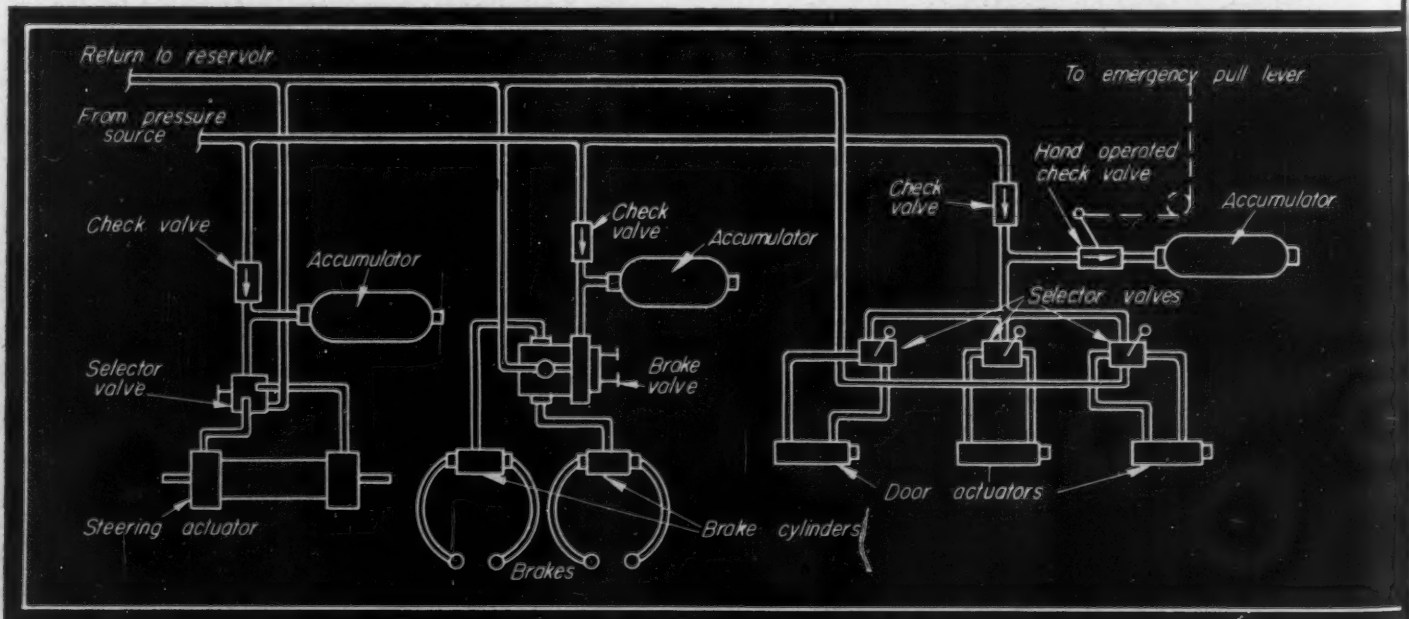 Return to reservoir
From pressure
source
To emergency pull lever
Hand operated
check valve
Check
valve
Accumulator
Check valve
Accumulator
Check
valve
Accumulator
Selector valves
Selector
valve
Brake
valve
Door actuators
Steering actuator
Brake cylinders
Brakes